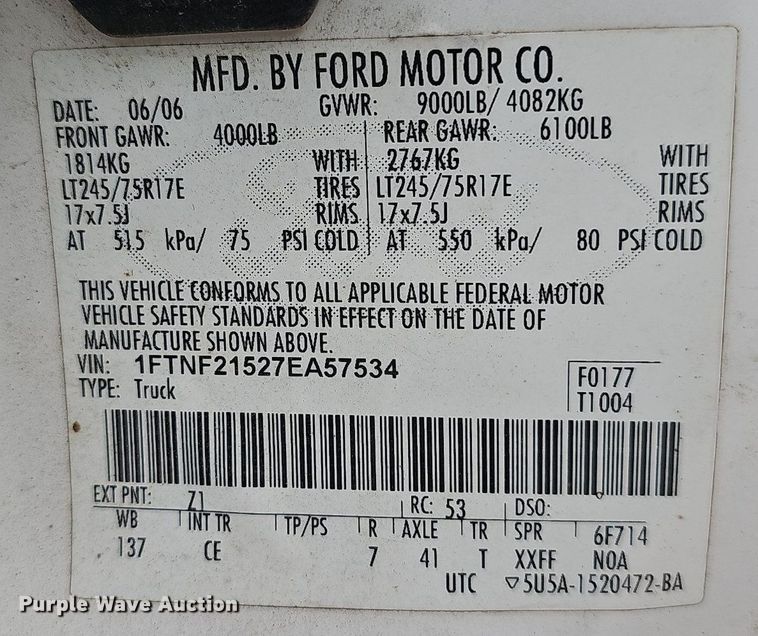 MFD. BY FORD MOTOR CO.
DATE: 06/06 GVWR: 9000LB/ 4082KG
FRONT GAWR: 4000LB REAR GAWR: 6100LB
1814KG WITH 2767KG WITH
LT245/75R17E TIRES LT245/75R17E TIRES
17x7.5J RIMS 17x7.5J RIMS
AT 515 kPa/ 75 PSI COLD AT 550 kPa/ 80 PSI COLD
THIS VEHICLE CONFORMS TO ALL APPLICABLE FEDERAL MOTOR
VEHICLE SAFETY STANDARDS IN EFFECT ON THE DATE OF
MANUFACTURE SHOWN ABOVE.
VIN: 1FTNF21527EA57534
TYPE: Truck
F0177
T1004
EXT PNT: Z1 RC: 53 DSO:
WB INT TR TP/PS R AXLE TR SPR 6F714
137 CE 7 41 T XXFF N0A
UTC ▽5U5A-1520472-BA
Purple Wave Auction